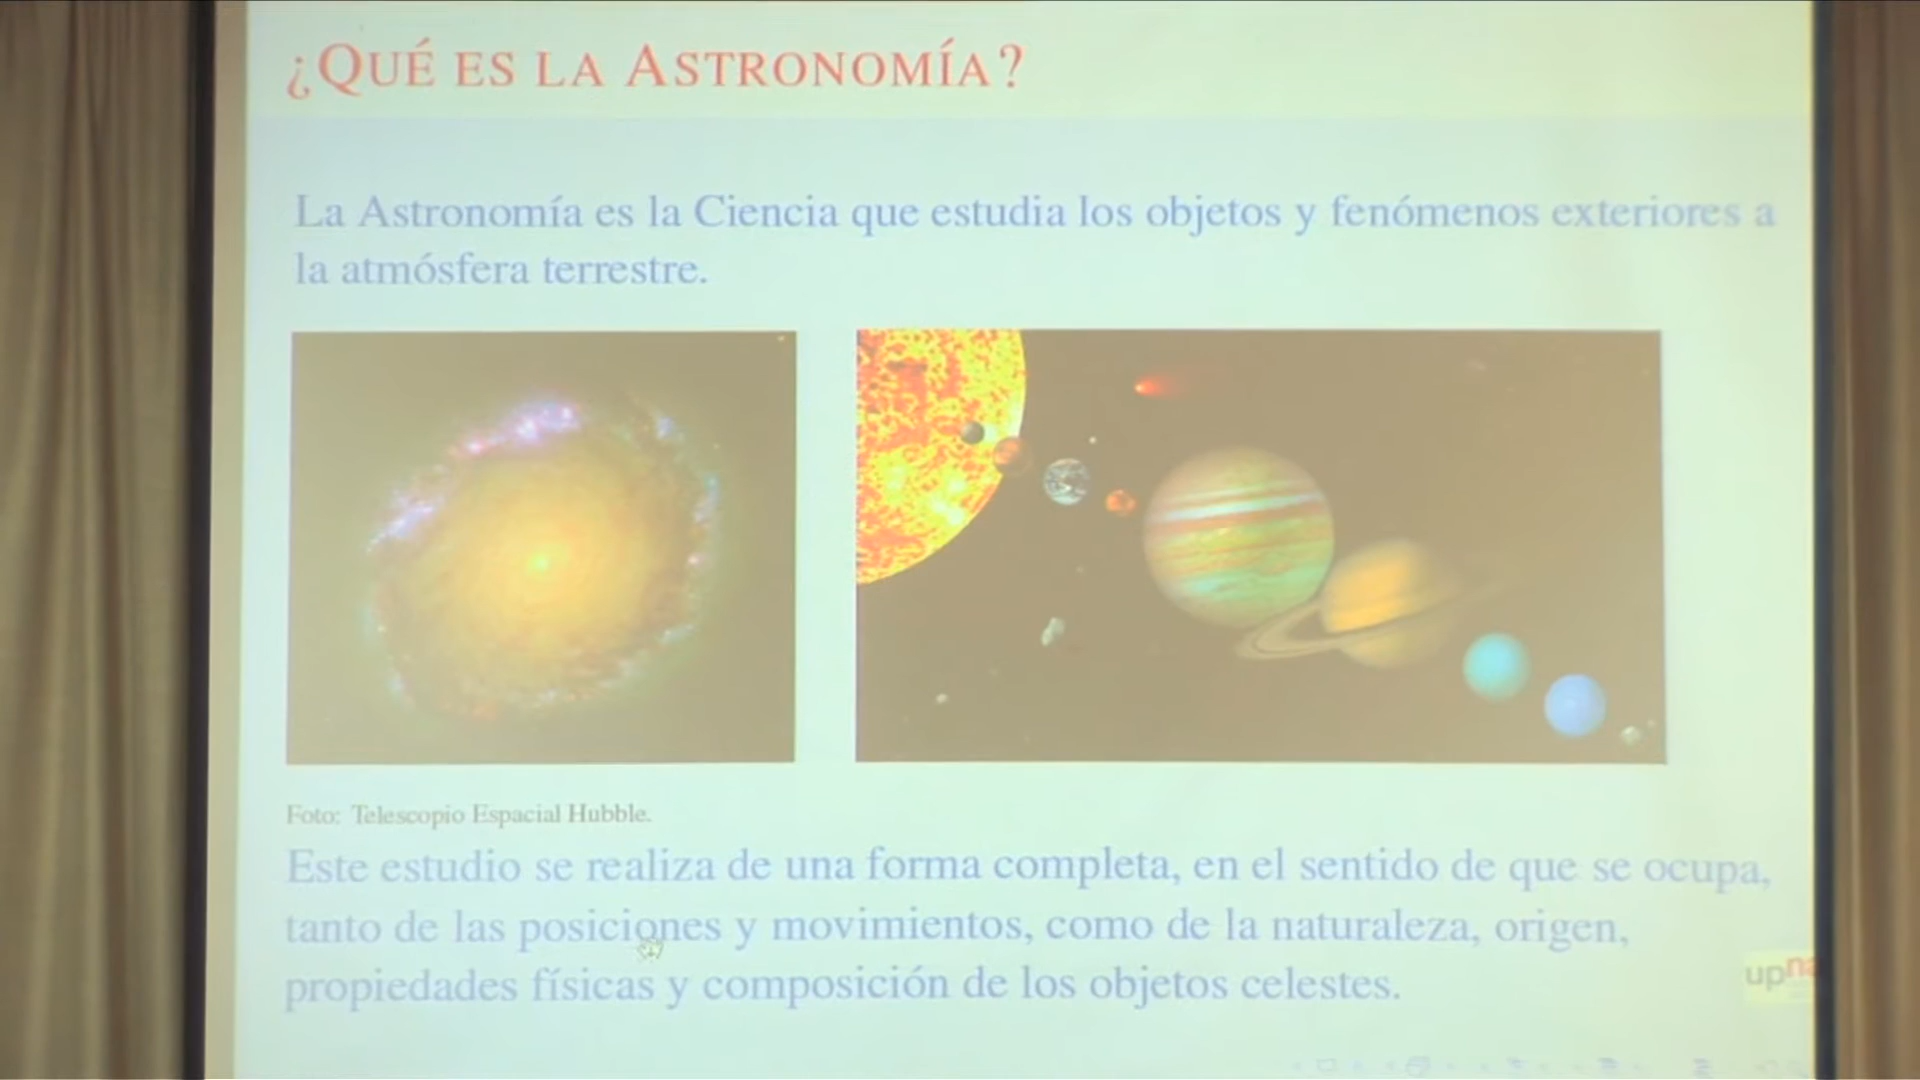 ¿QUÉ ES LA ASTRONOMÍA?
La Astronomía es la Ciencia que estudia los objetos y fenómenos exteriores a
la atmósfera terrestre.
Foto: Telescopio Espacial Hubble.
Este estudio se realiza de una forma completa, en el sentido de que se ocupa,
tanto de las posiciones y movimientos, como de la naturaleza, origen,
propiedades físicas y composición de los objetos celestes.
upna